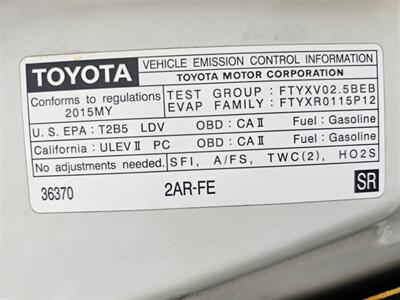 TOYOTA
VEHICLE EMISSION CONTROL INFORMATION
TOYOTA MOTOR CORPORATION
Conforms to regulations
2015MY
TEST GROUP : FTYXV02.5BEB
EVAP FAMILY : FTYXR0115P12
U.S. EPA : T2B5 LDV OBD : CA II Fuel : Gasoline
California : ULEV II PC OBD : CA II Fuel : Gasoline
No adjustments needed. SFI, A/FS, TWC(2), HO2S
36370 2AR-FE SR